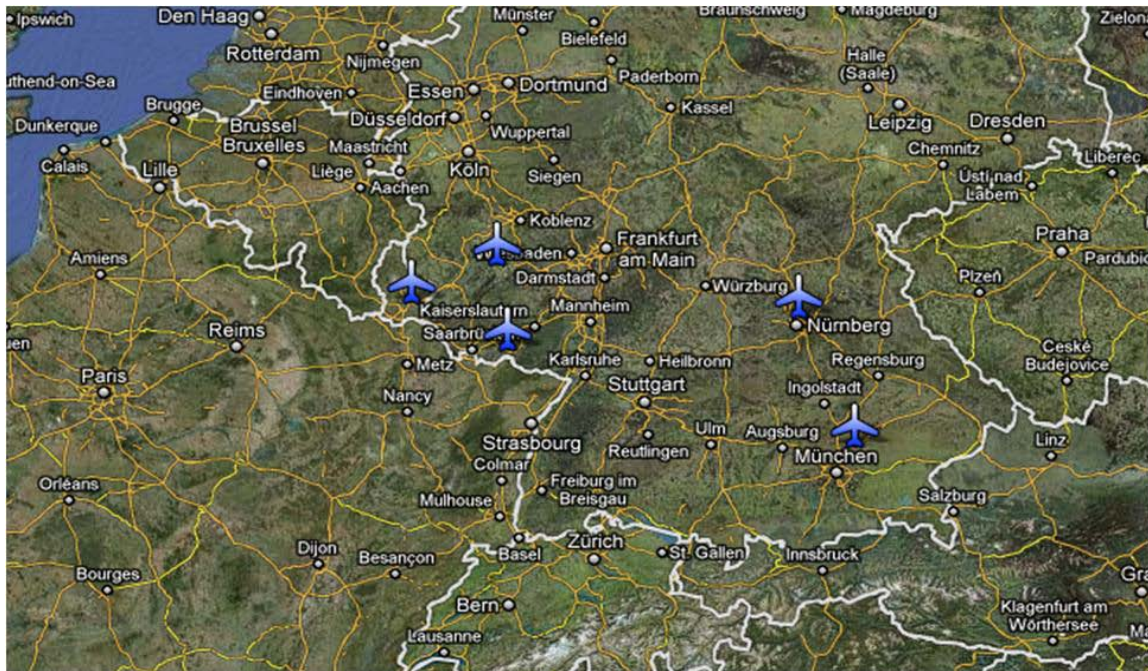 Ipswich
Den Haag
Münster
Braunschweig
Magdeburg
Rotterdam
Bielefeld
Nijmegen
Halle
(Saale)
uthend-on-Sea
Eindhoven
Essen
Dortmund
Paderborn
Brugge
Kassel
Leipzig
Dresden
Dunkerque
Brussel
Bruxelles
Düsseldorf
Wuppertal
Maastricht
Chemnitz
Liberec
Calais
Lille
Liège
Köln
Siegen
Aachen
Ústí nad
Labem
Koblenz
Praha
Frankfurt
am Main
Pardubic
Amiens
Darmstadt
Plzeň
Würzburg
Kaiserslautern
Mannheim
Reims
Saarbrü
Nürnberg
Metz
Karlsruhe
Heilbronn
Regensburg
České
Budejovice
Paris
Stuttgart
Ingolstadt
Nancy
Strasbourg
Reutlingen
Ulm
Augsburg
Linz
München
Colmar
Orléans
Mulhouse
Freiburg im
Breisgau
Salzburg
Dijon
Besançon
Basel
Zürich
St. Gallen
Innsbruck
Bourges
Bern
Gra
Klagenfurt am
Wörthersee
Lausanne